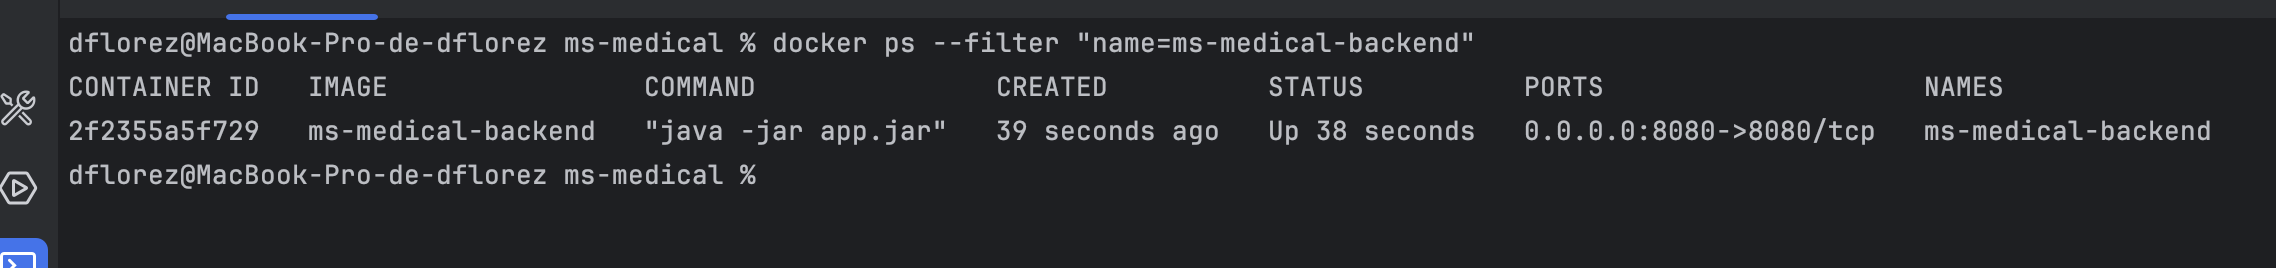 dflorez@MacBook-Pro-de-dflorez ms-medical % docker ps --filter "name=ms-medical-backend"
CONTAINER ID   IMAGE                COMMAND               CREATED          STATUS          PORTS                    NAMES
2f2355a5f729   ms-medical-backend   "java -jar app.jar"   39 seconds ago   Up 38 seconds   0.0.0.0:8080->8080/tcp   ms-medical-backend
dflorez@MacBook-Pro-de-dflorez ms-medical %